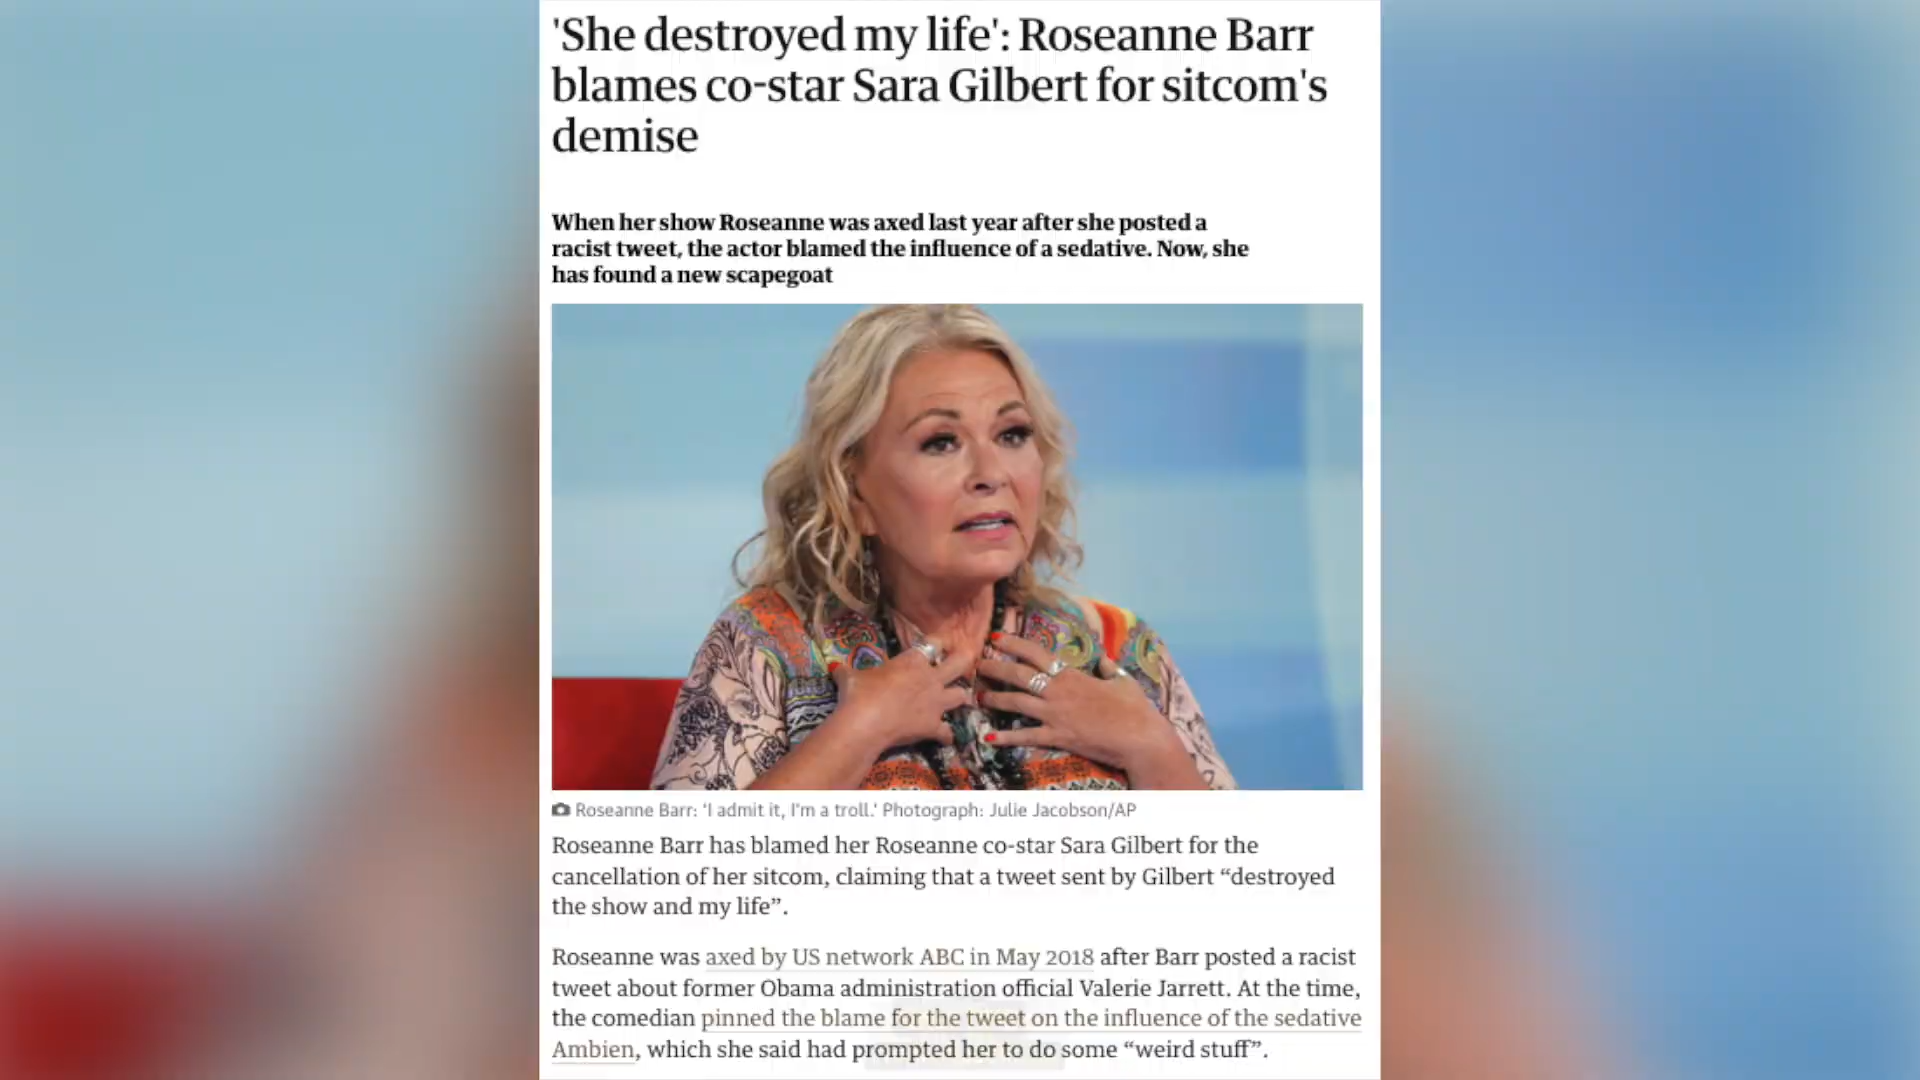 'She destroyed my life': Roseanne Barr
blames co-star Sara Gilbert for sitcom's
demise
When her show Roseanne was axed last year after she posted a
racist tweet, the actor blamed the influence of a sedative. Now, she
has found a new scapegoat
Roseanne Barr: ‘I admit it, I'm a troll.’ Photograph: Julie Jacobson/AP
Roseanne Barr has blamed her Roseanne co-star Sara Gilbert for the
cancellation of her sitcom, claiming that a tweet sent by Gilbert “destroyed
the show and my life”.
Roseanne was axed by US network ABC in May 2018 after Barr posted a racist
tweet about former Obama administration official Valerie Jarrett. At the time,
the comedian pinned the blame for the tweet on the influence of the sedative
Ambien, which she said had prompted her to do some “weird stuff”.